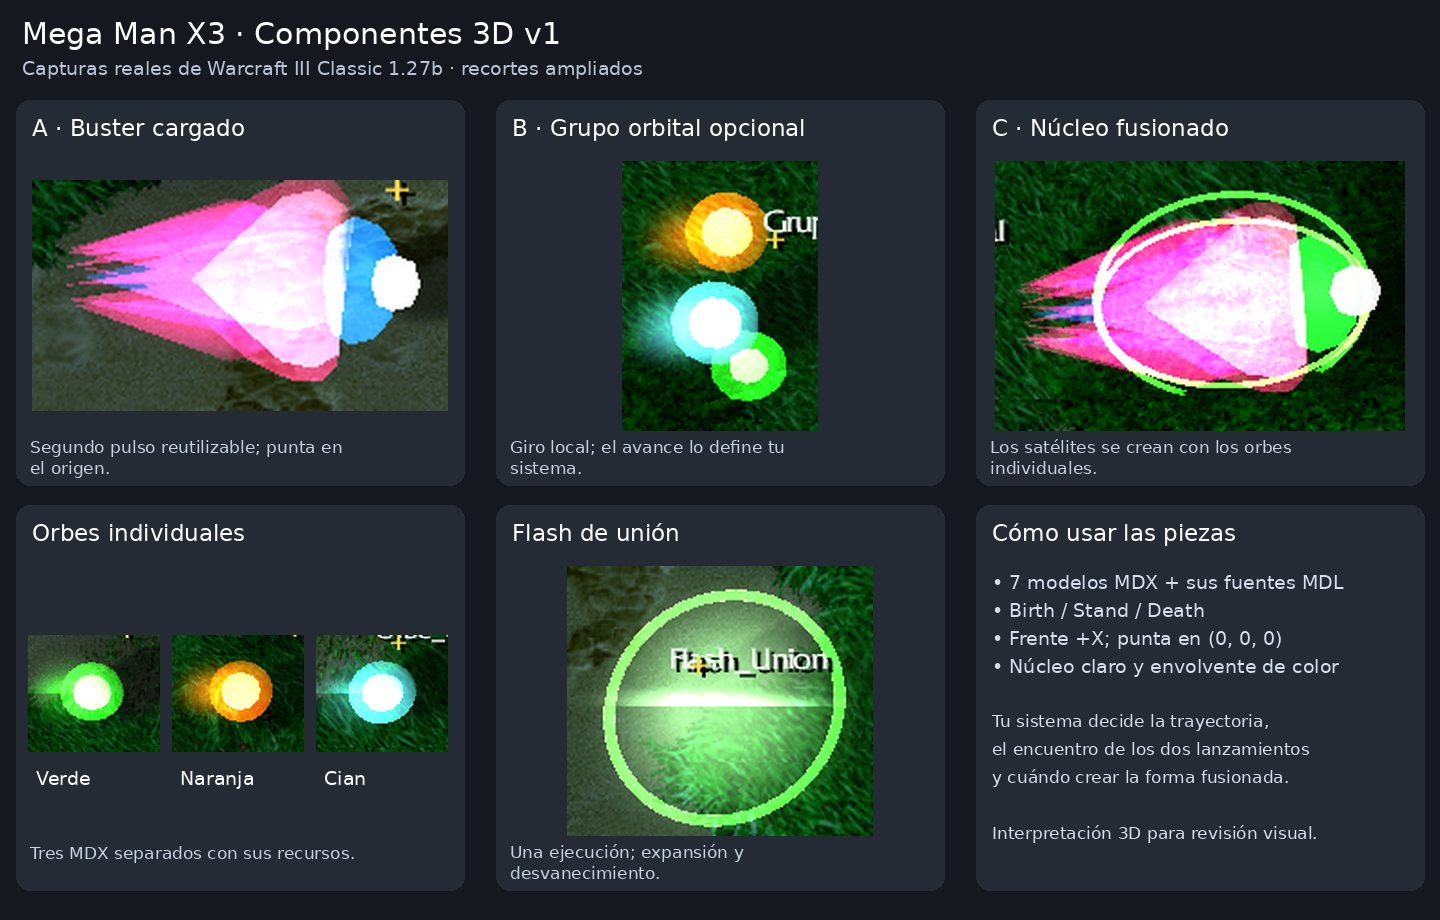 Mega Man X3 · Componentes 3D v1
Capturas reales de Warcraft III Classic 1.27b · recortes ampliados
A · Buster cargado
Segundo pulso reutilizable; punta en
el origen.
B · Grupo orbital opcional
Grup
Giro local; el avance lo define tu
sistema.
C · Núcleo fusionado
Los satélites se crean con los orbes
individuales.
Orbes individuales
Verde
Naranja
Cian
Tres MDX separados con sus recursos.
Flash de unión
Flash_Union
Una ejecución; expansión y
desvanecimiento.
Cómo usar las piezas
• 7 modelos MDX + sus fuentes MDL
• Birth / Stand / Death
• Frente +X; punta en (0, 0, 0)
• Núcleo claro y envolvente de color
Tu sistema decide la trayectoria,
el encuentro de los dos lanzamientos
y cuándo crear la forma fusionada.
Interpretación 3D para revisión visual.